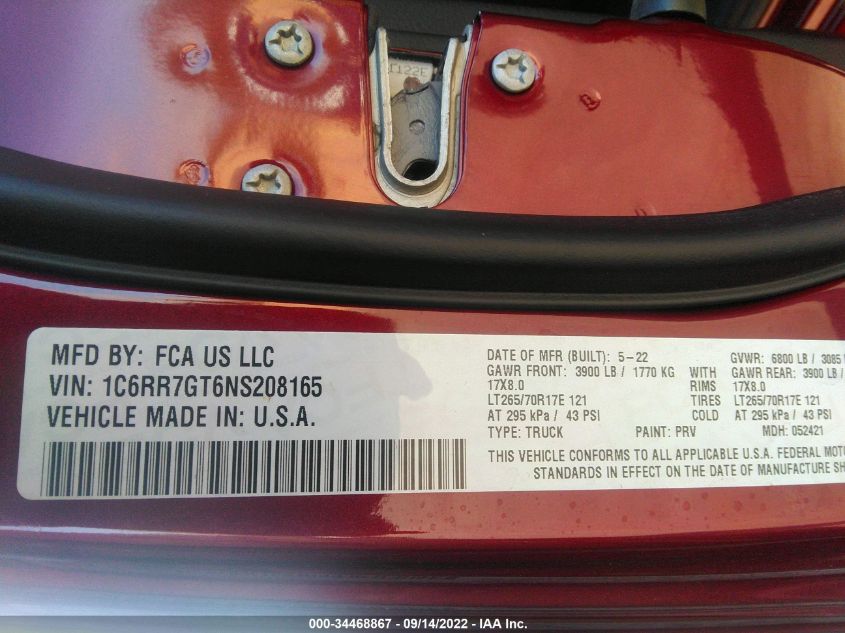 1123E
MFD BY: FCA US LLC
VIN: 1C6RR7GT6NS208165
VEHICLE MADE IN: U.S.A.
DATE OF MFR (BUILT): 5-22 GVWR: 6800 LB / 3085
GAWR FRONT: 3900 LB / 1770 KG WITH GAWR REAR: 3900 LB
17X8.0 RIMS 17X8.0
LT265/70R17E 121 TIRES LT265/70R17E 121
AT 295 kPa / 43 PSI COLD AT 295 kPa / 43 PSI
TYPE: TRUCK PAINT: PRV MDH: 052421
THIS VEHICLE CONFORMS TO ALL APPLICABLE U.S.A. FEDERAL MOTO
STANDARDS IN EFFECT ON THE DATE OF MANUFACTURE SH
000-34468867 - 09/14/2022 - IAA Inc.